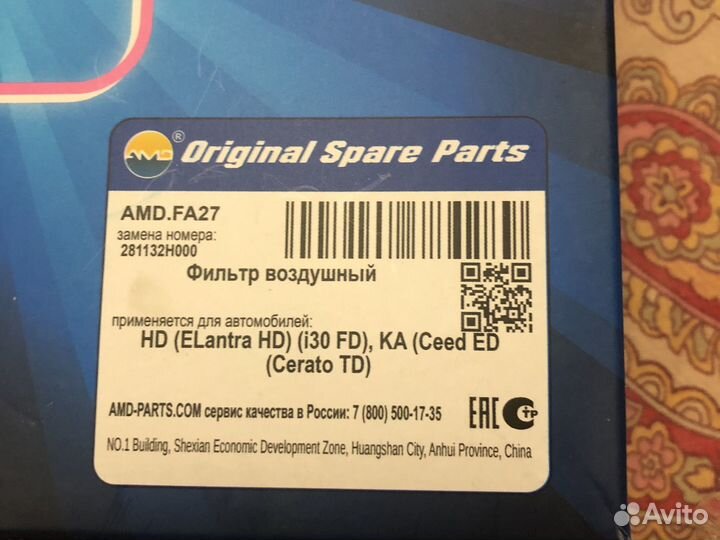 AMD ® Original Spare Parts
AMD.FA27
замена номера:
281132H000
Фильтр воздушный
применяется для автомобилей:
HD (ELantra HD) (i30 FD), KA (Ceed ED
(Cerato TD)
AMD-PARTS.COM сервис качества в России: 7 (800) 500-17-35
EAC TP
NO.1 Building, Shexian Economic Development Zone, Huangshan City, Anhui Province, China
Avito